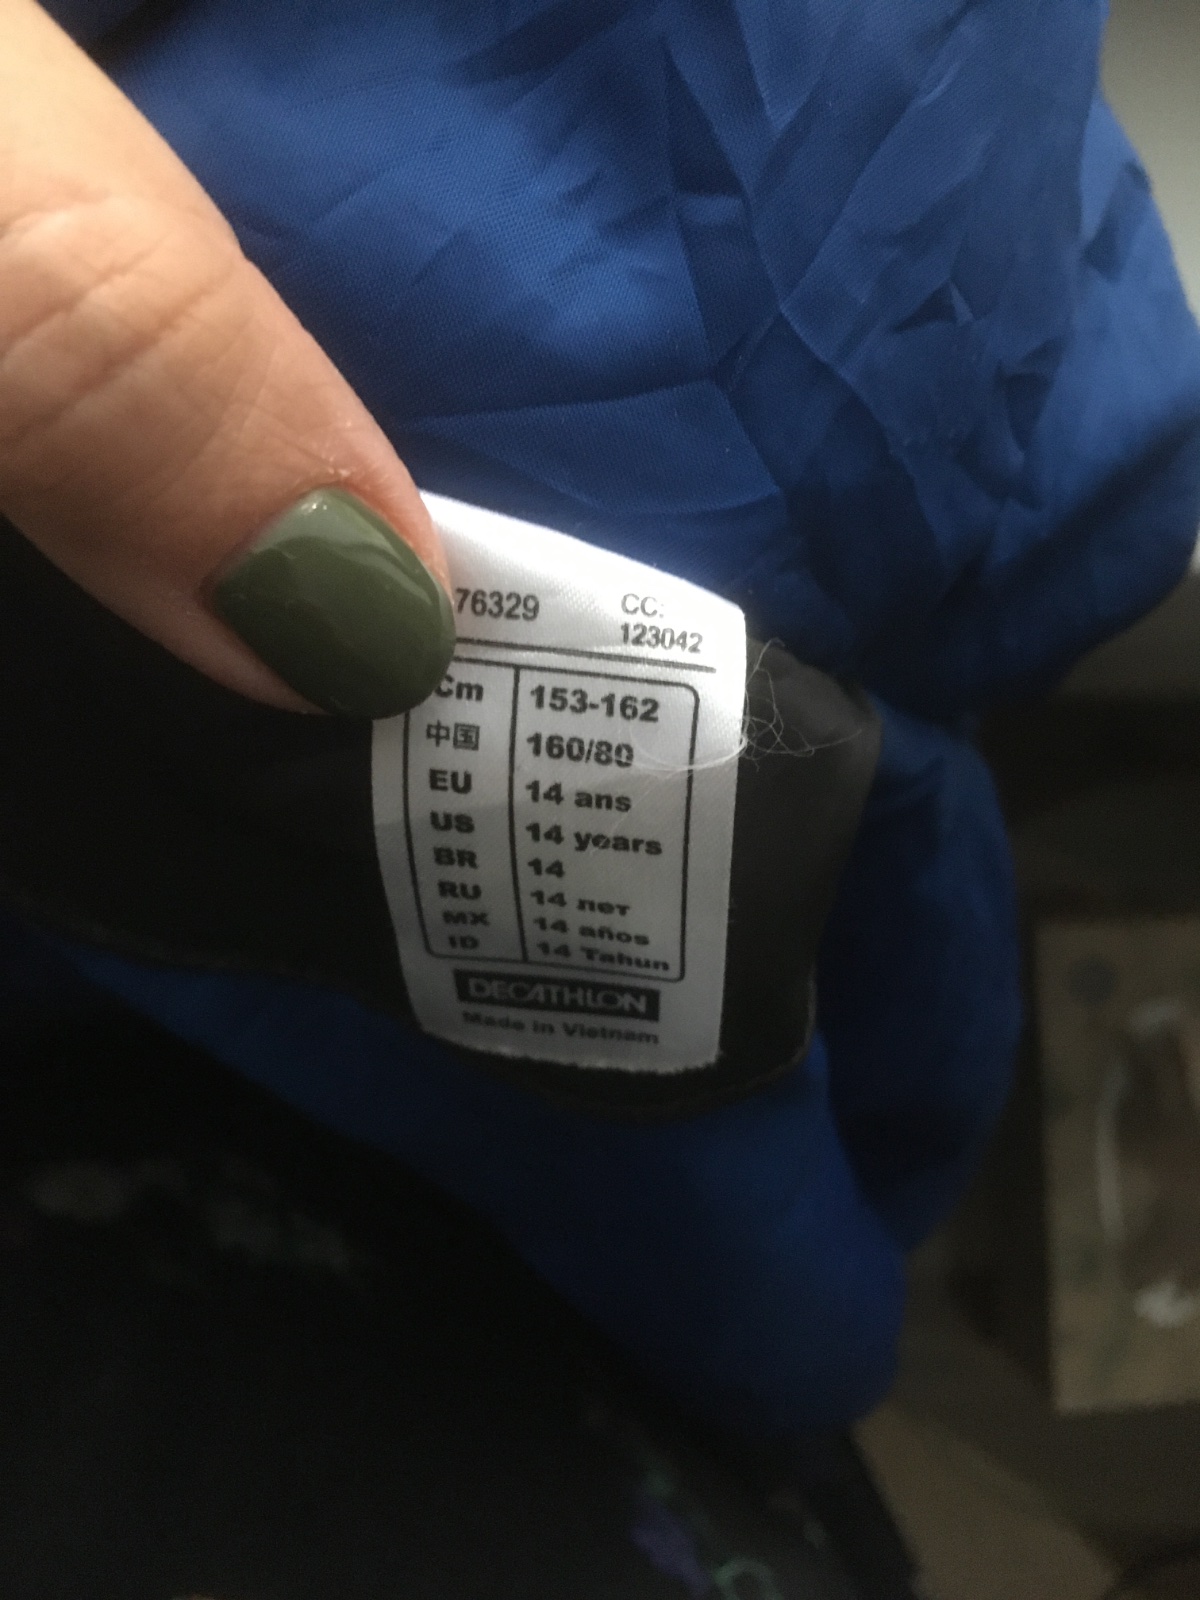 76329 CC:
123042
Cm 153-162
中国 160/80
EU 14 ans
US 14 years
BR 14
RU 14 лет
MX 14 años
ID 14 Tahun
DECATHLON
Made in Vietnam